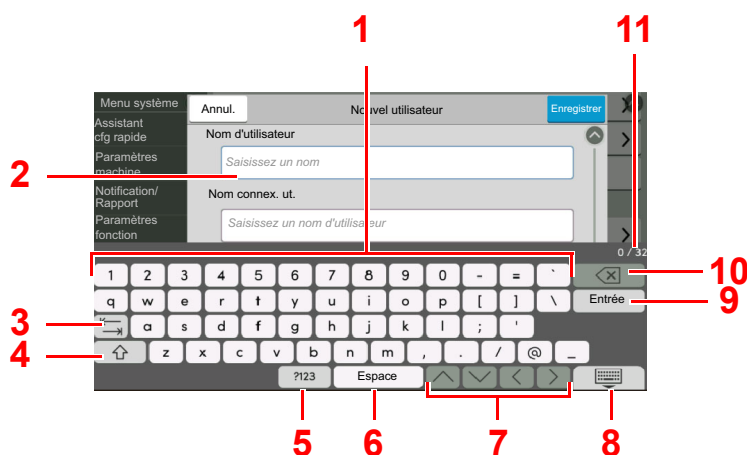 1 11
Menu système Annul. Nouvel utilisateur Enregistrer
Assistant
cfg rapide Nom d'utilisateur
Paramètres
machine
2 Saisissez un nom
Notification/
Rapport Nom connex. ut.
Paramètres
fonction Saisissez un nom d'utilisateur
0 / 32
1 2 3 4 5 6 7 8 9 0 - = ` 10
q w e r t y u i o p [ ] \ Entrée 9
3 a s d f g h j k l ; '
4 z x c v b n m , . / @ _
?123 Espace
5 6 7 8